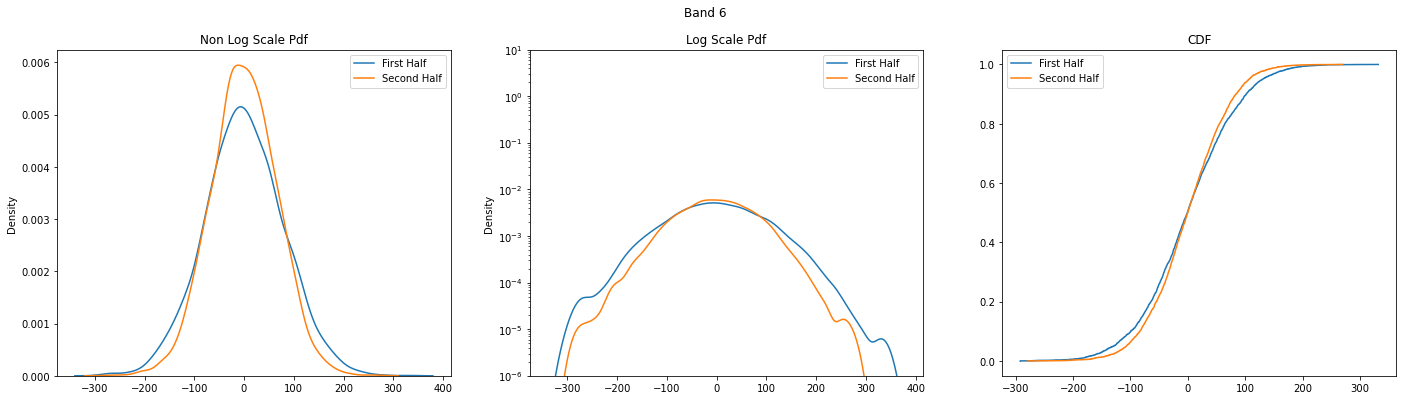 Band 6
Non Log Scale Pdf
Density
0.006
0.005
0.004
0.003
0.002
0.001
0.000
−300 −200 −100 0 100 200 300 400
First Half
Second Half
Log Scale Pdf
Density
10^1
10^0
10^−1
10^−2
10^−3
10^−4
10^−5
10^−6
−300 −200 −100 0 100 200 300 400
First Half
Second Half
CDF
1.0
0.8
0.6
0.4
0.2
0.0
−300 −200 −100 0 100 200 300
First Half
Second Half